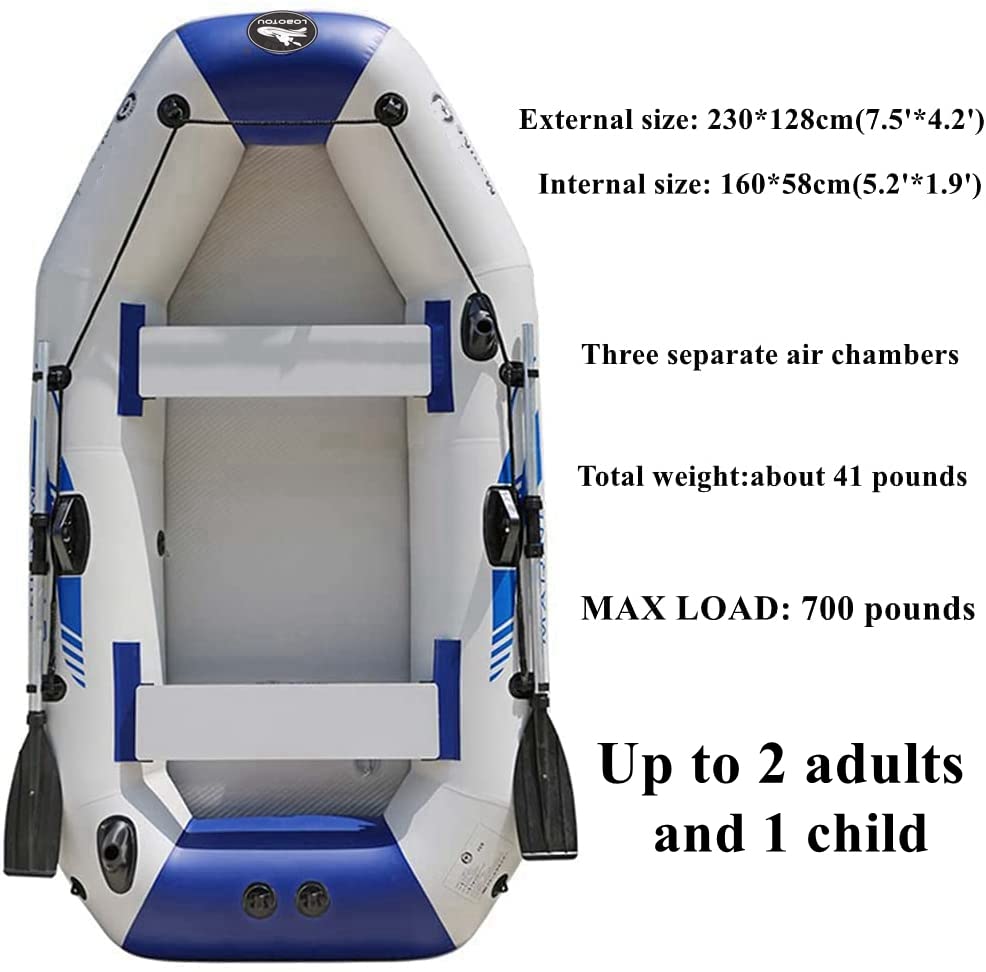 LOBOTOU
External size: 230*128cm(7.5'*4.2')
Internal size: 160*58cm(5.2'*1.9')
Three separate air chambers
Total weight:about 41 pounds
MAX LOAD: 700 pounds
Up to 2 adults
and 1 child